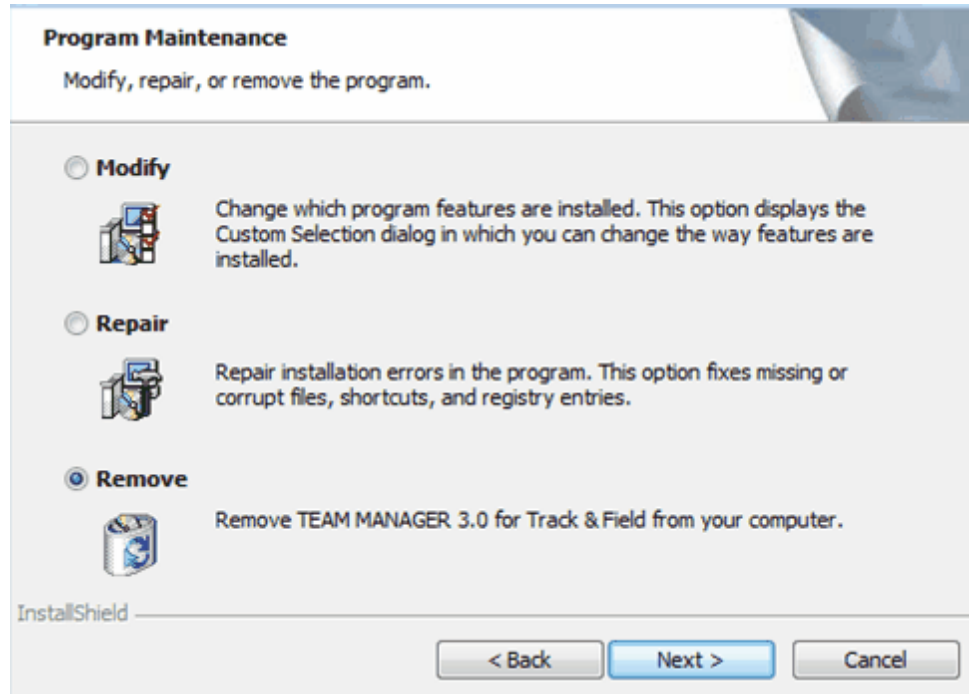 Program Maintenance
Modify, repair, or remove the program.
Modify
Change which program features are installed. This option displays the
Custom Selection dialog in which you can change the way features are
installed.
Repair
Repair installation errors in the program. This option fixes missing or
corrupt files, shortcuts, and registry entries.
Remove
Remove TEAM MANAGER 3.0 for Track & Field from your computer.
InstallShield
< Back Next > Cancel